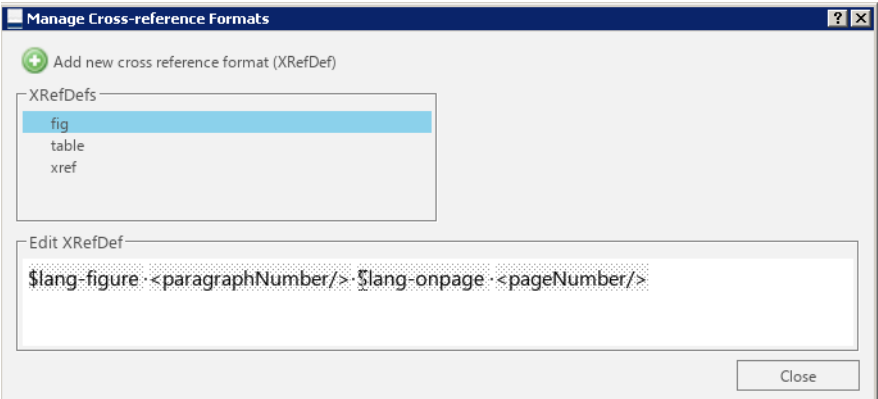 Manage Cross-reference Formats
Add new cross reference format (XRefDef)
XRefDefs
fig
table
xref
Edit XRefDef
$lang-figure·<paragraphNumber/>·$lang-onpage·<pageNumber/>
Close